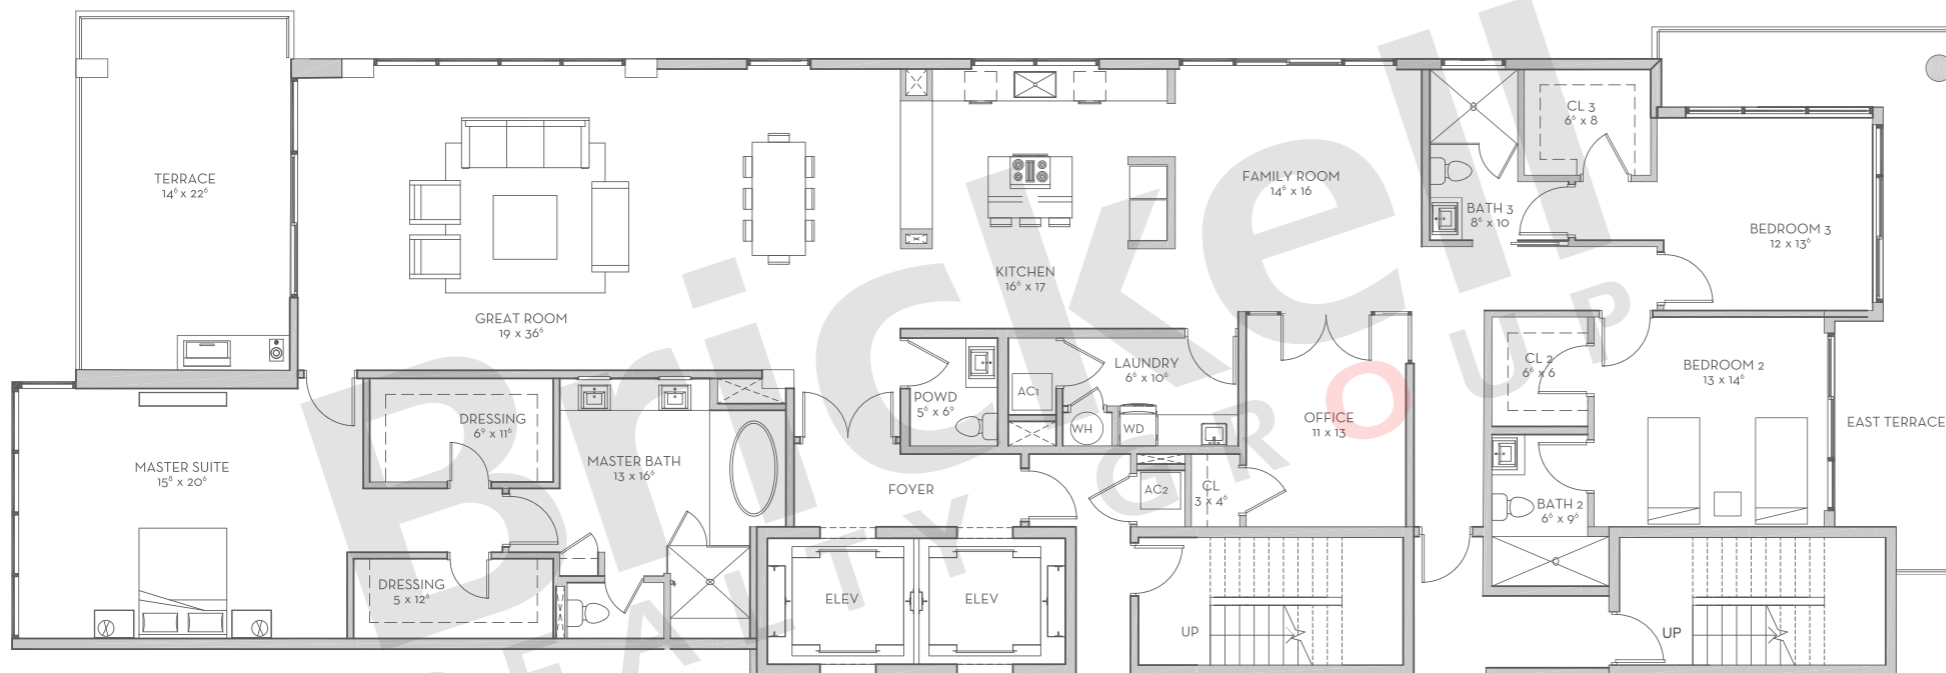 TERRACE
14⁶ x 22⁶
GREAT ROOM
19 x 36⁶
KITCHEN
16⁶ x 17
FAMILY ROOM
14⁶ x 16
CL 3
6⁶ x 8
BATH 3
8⁶ x 10
BEDROOM 3
12 x 13⁶
MASTER SUITE
15⁸ x 20⁶
DRESSING
6⁹ x 11⁶
DRESSING
5 x 12⁶
MASTER BATH
13 x 16⁶
POWD
5⁶ x 6⁹
AC1
LAUNDRY
6⁶ x 10⁶
WH
WD
FOYER
AC2
CL
3 x 4⁶
OFFICE
11 x 13
CL 2
6⁶ x 6
BEDROOM 2
13 x 14⁶
BATH 2
6⁶ x 9⁶
EAST TERRACE
ELEV
ELEV
UP
UP
Brickell
REALTY GROUP